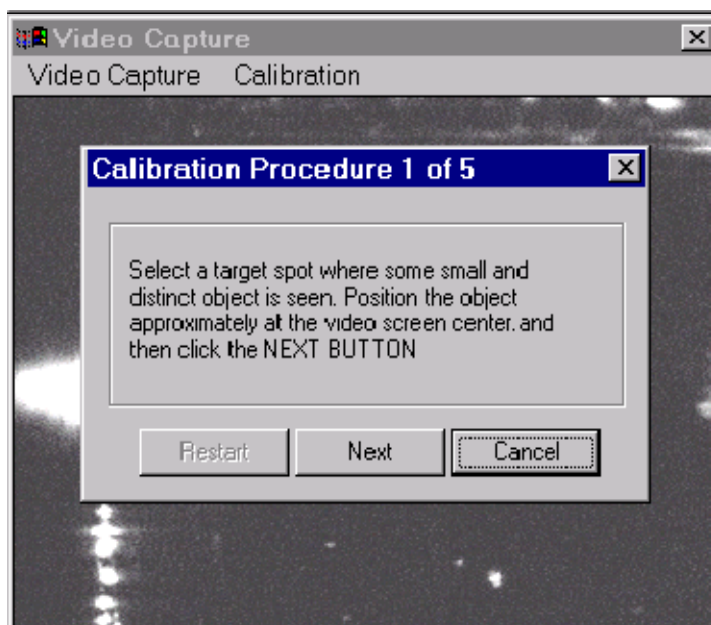 Video Capture
Video Capture Calibration
Calibration Procedure 1 of 5
Select a target spot where some small and
distinct object is seen. Position the object
approximately at the video screen center. and
then click the NEXT BUTTON
Restart Next Cancel